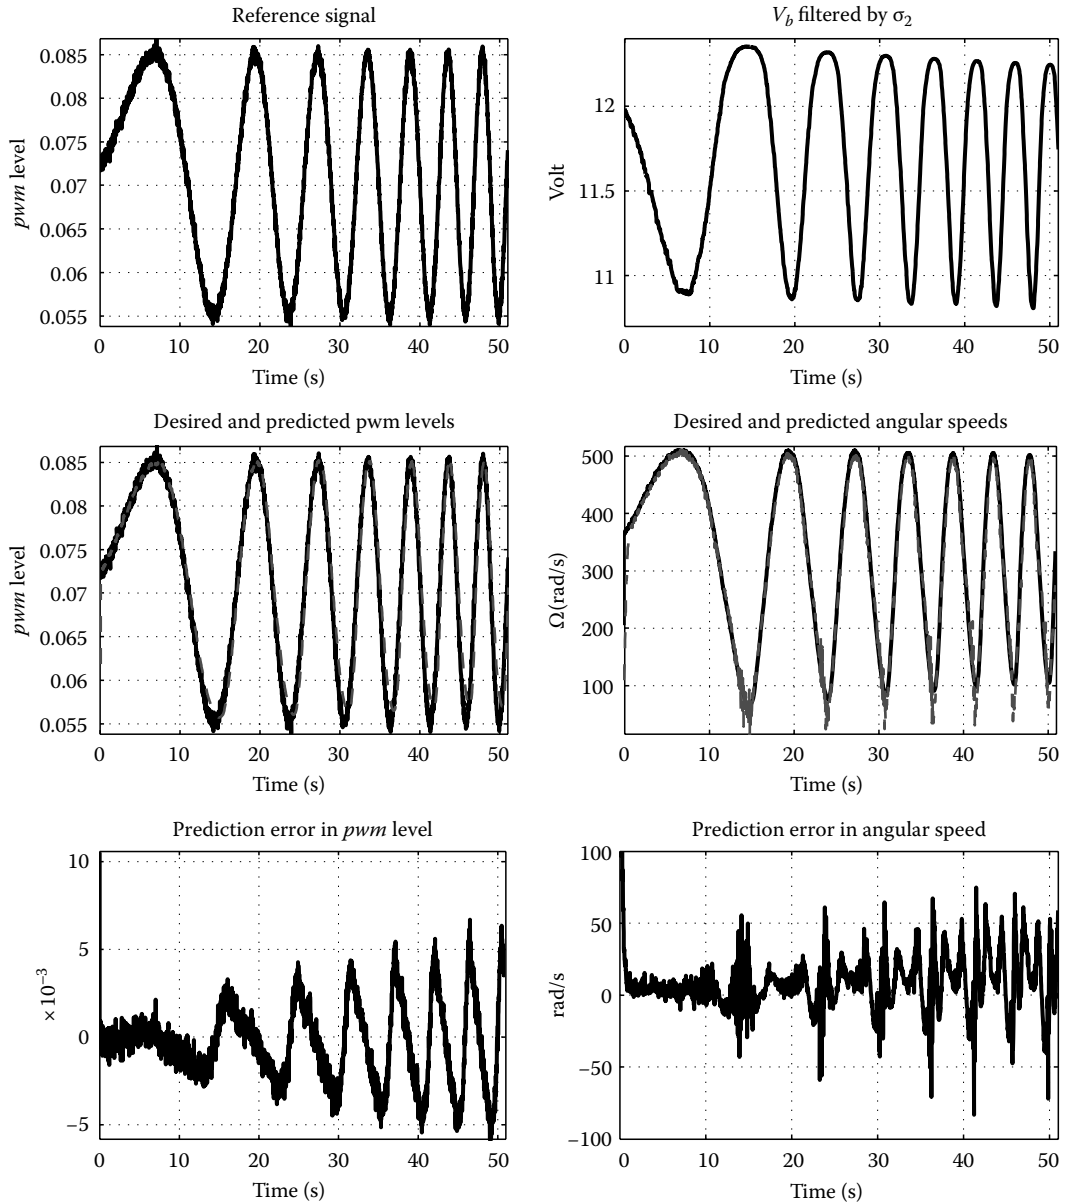 Reference signal
0.085
0.08
0.075
0.07
0.065
0.06
0.055
pwm level
0 10 20 30 40 50
Time (s)
V_b filtered by σ_2
12
11.5
11
Volt
0 10 20 30 40 50
Time (s)
Desired and predicted pwm levels
0.085
0.08
0.075
0.07
0.065
0.06
0.055
pwm level
0 10 20 30 40 50
Time (s)
Desired and predicted angular speeds
500
400
300
200
100
Ω(rad/s)
0 10 20 30 40 50
Time (s)
Prediction error in pwm level
10
5
0
−5
× 10⁻³
0 10 20 30 40 50
Time (s)
Prediction error in angular speed
100
50
0
−50
−100
rad/s
0 10 20 30 40 50
Time (s)